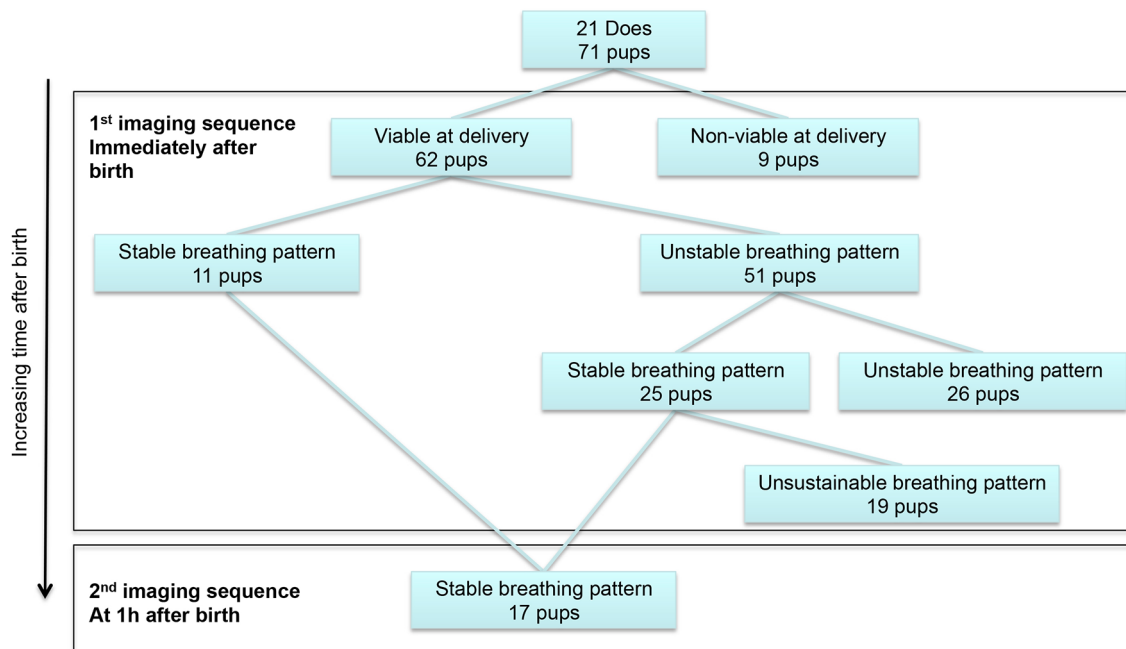 21 Does
71 pups
1st imaging sequence
Immediately after
birth
Viable at delivery
62 pups
Non-viable at delivery
9 pups
Stable breathing pattern
11 pups
Unstable breathing pattern
51 pups
Stable breathing pattern
25 pups
Unstable breathing pattern
26 pups
Unsustainable breathing pattern
19 pups
Increasing time after birth
2nd imaging sequence
At 1h after birth
Stable breathing pattern
17 pups